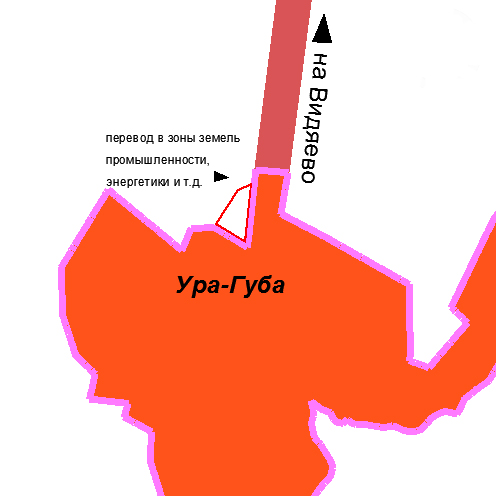 на Видяево
перевод в зоны земель
промышленности,
энергетики и т.д.
Ура-Губа